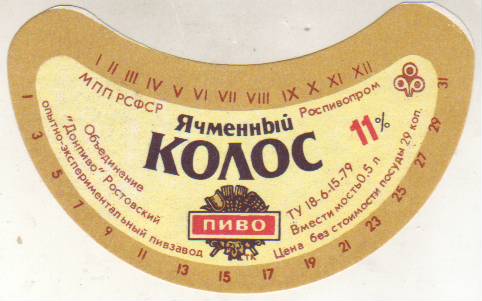 I II III IV V VI VII VIII IX X XI XII
МПП РСФСР
Роспивопром
Ячменный
КОЛОС
11%
Объединение
"Донпиво" Ростовский
опытно-экспериментальный пивзавод
ПИВО
ТМ
ТУ 18-6-15-79
Вместимость 0.5 л
Цена без стоимости посуды 29 коп.
1 3 5 7 9 11 13 15 17 19 21 23 25 27 29 31